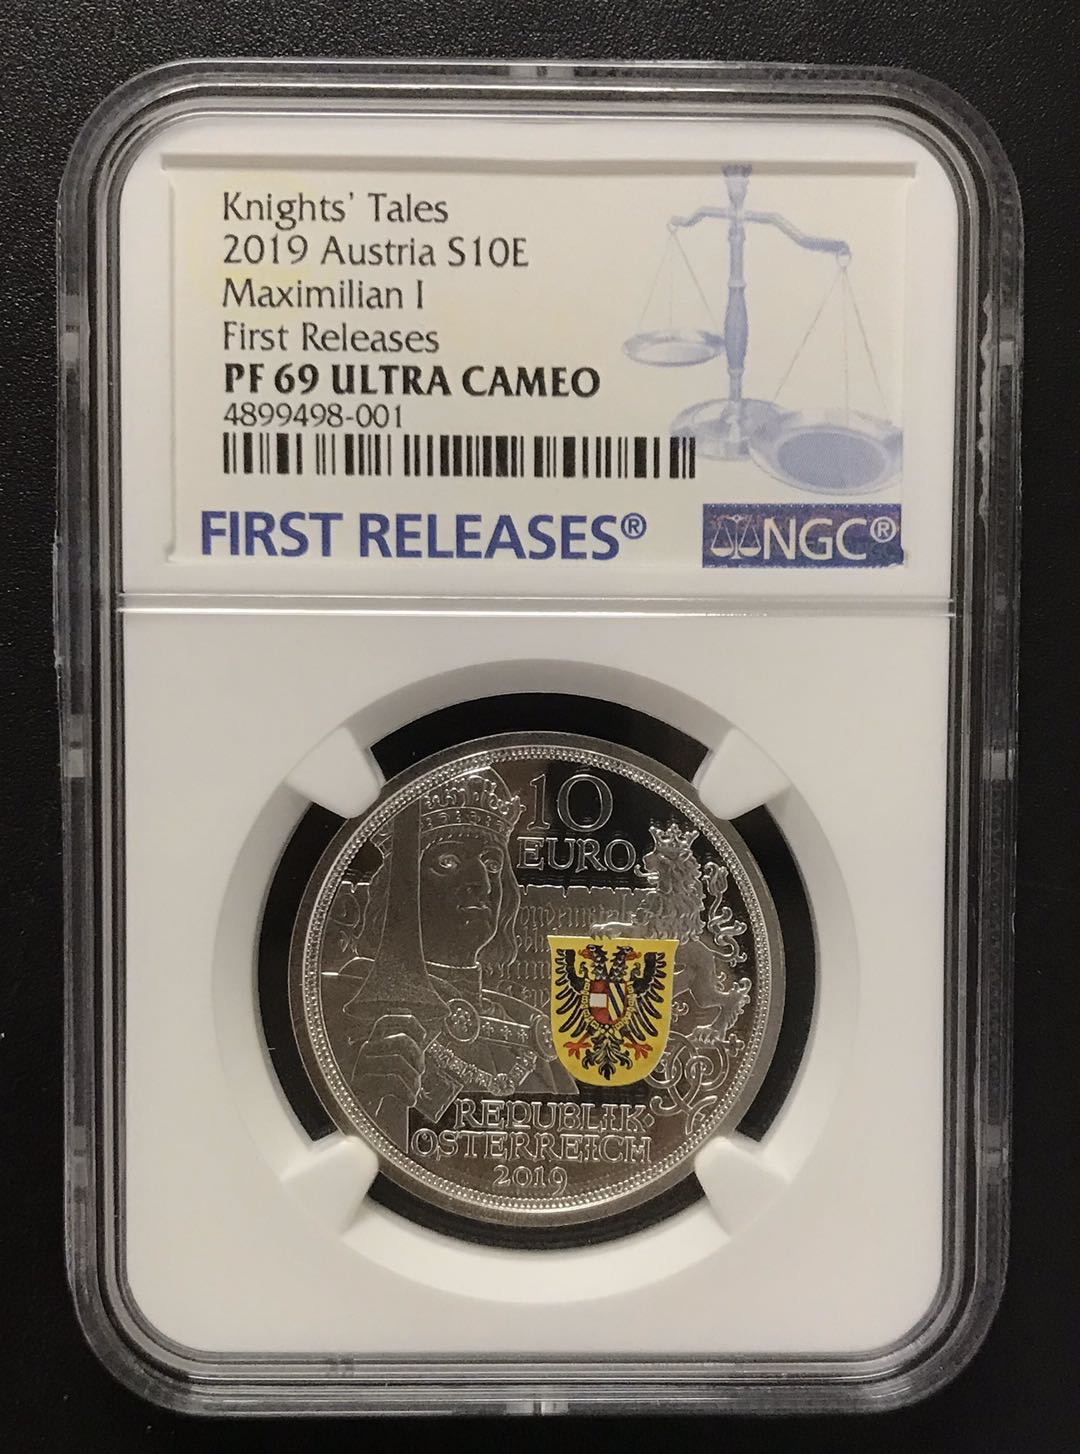 Knights' Tales
2019 Austria S10E
Maximilian I
First Releases
PF 69 ULTRA CAMEO
4899498-001
FIRST RELEASES®
NGC®
10
EURO
REPUBLIK
ÖSTERREICH
2019